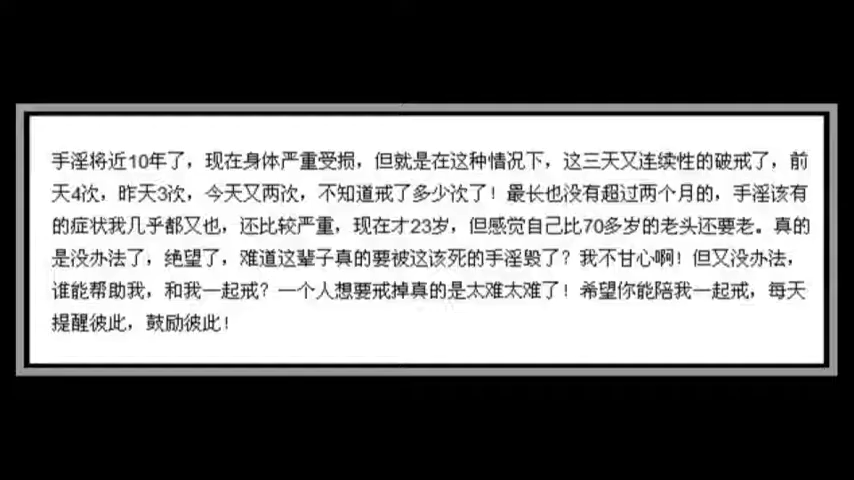 手淫将近10年了，现在身体严重受损，但就是在这种情况下，这三天又连续性的破戒了，前
天4次，昨天3次，今天又两次，不知道戒了多少次了！最长也没有超过两个月的，手淫该有
的症状我几乎都又也，还比较严重，现在才23岁，但感觉自己比70多岁的老头还要老。真的
是没办法了，绝望了，难道这辈子真的要被这该死的手淫毁了？我不甘心啊！但又没办法，
谁能帮助我，和我一起戒？一个人想要戒掉真的是太难太难了！希望你能陪我一起戒，每天
提醒彼此，鼓励彼此！